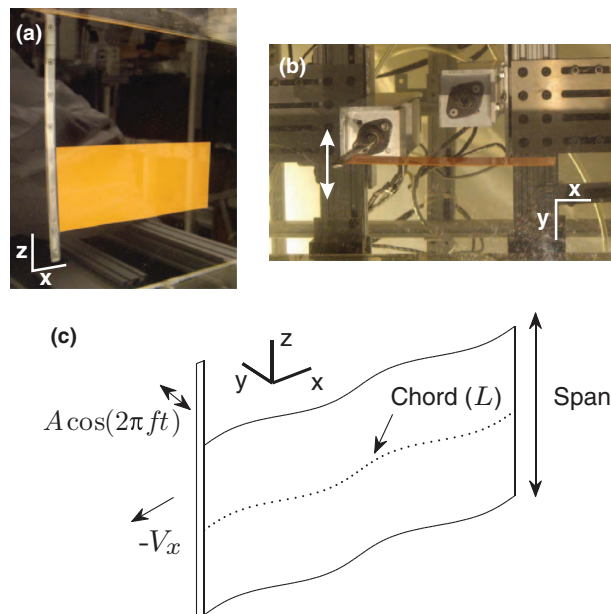 (a)
z
x
(b)
x
y
(c)
z
y
x
A cos(2πft)
Chord (L)
Span
-Vₓ